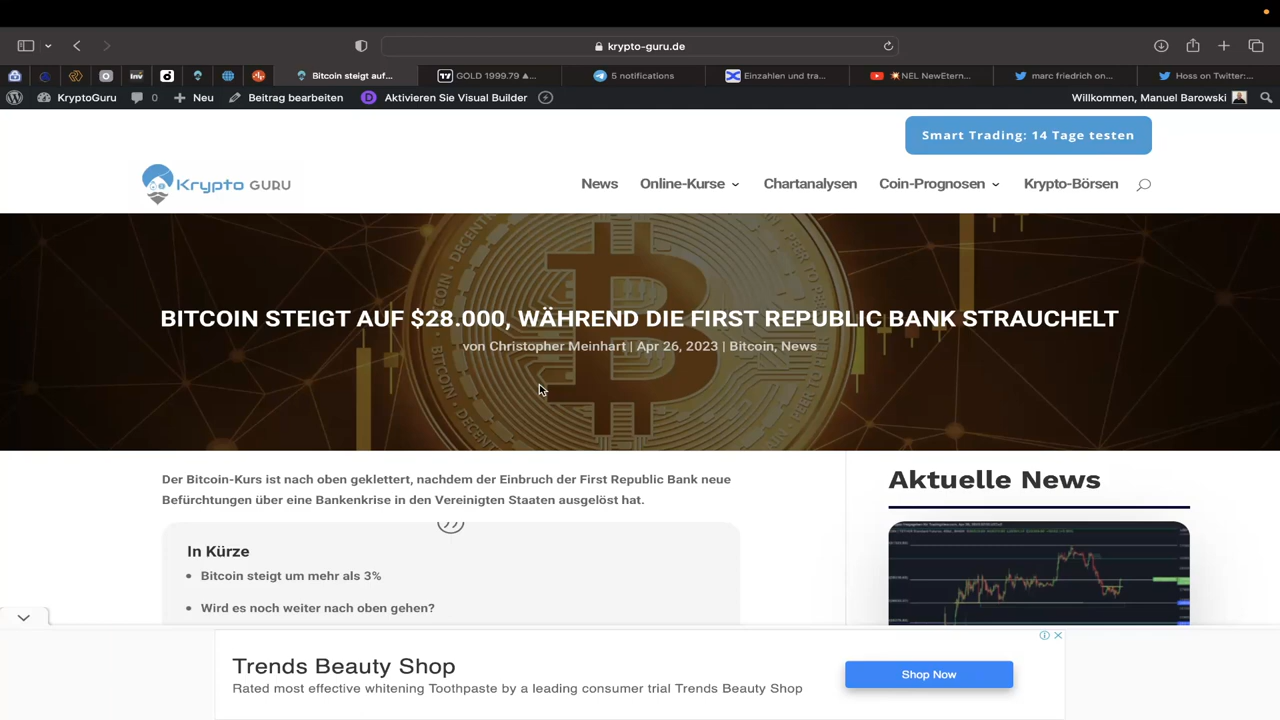 krypto-guru.de
inv
Bitcoin steigt auf...
GOLD 1999.79 ▲...
5 notifications
Einzahlen und tra...
💥NEL NewEtern...
marc friedrich on...
Hoss on Twitter:...
KryptoGuru
0
Neu
Beitrag bearbeiten
D
Aktivieren Sie Visual Builder
Willkommen, Manuel Barowski
Smart Trading: 14 Tage testen
Krypto GURU
News
Online-Kurse
Chartanalysen
Coin-Prognosen
Krypto-Börsen
BITCOIN STEIGT AUF $28.000, WÄHREND DIE FIRST REPUBLIC BANK STRAUCHELT
von Christopher Meinhart | Apr 26, 2023 | Bitcoin, News
Der Bitcoin-Kurs ist nach oben geklettert, nachdem der Einbruch der First Republic Bank neue
Befürchtungen über eine Bankenkrise in den Vereinigten Staaten ausgelöst hat.
Aktuelle News
In Kürze
• Bitcoin steigt um mehr als 3%
• Wird es noch weiter nach oben gehen?
Trends Beauty Shop
Rated most effective whitening Toothpaste by a leading consumer trial Trends Beauty Shop
Shop Now